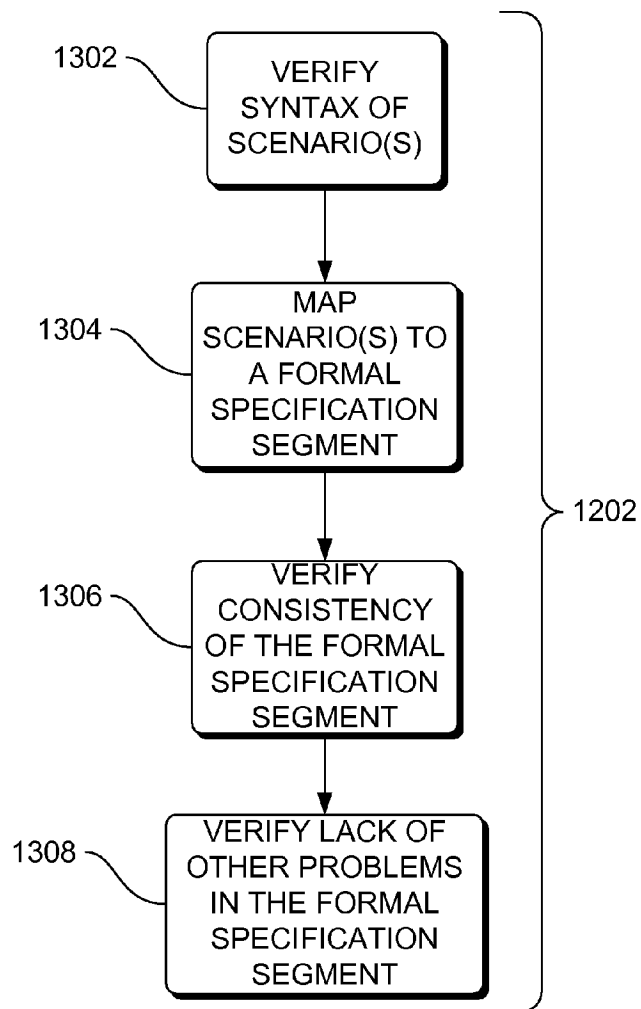 1302
VERIFY
SYNTAX OF
SCENARIO(S)
1304
MAP
SCENARIO(S) TO
A FORMAL
SPECIFICATION
SEGMENT
1202
1306
VERIFY
CONSISTENCY
OF THE FORMAL
SPECIFICATION
SEGMENT
1308
VERIFY LACK OF
OTHER PROBLEMS
IN THE FORMAL
SPECIFICATION
SEGMENT